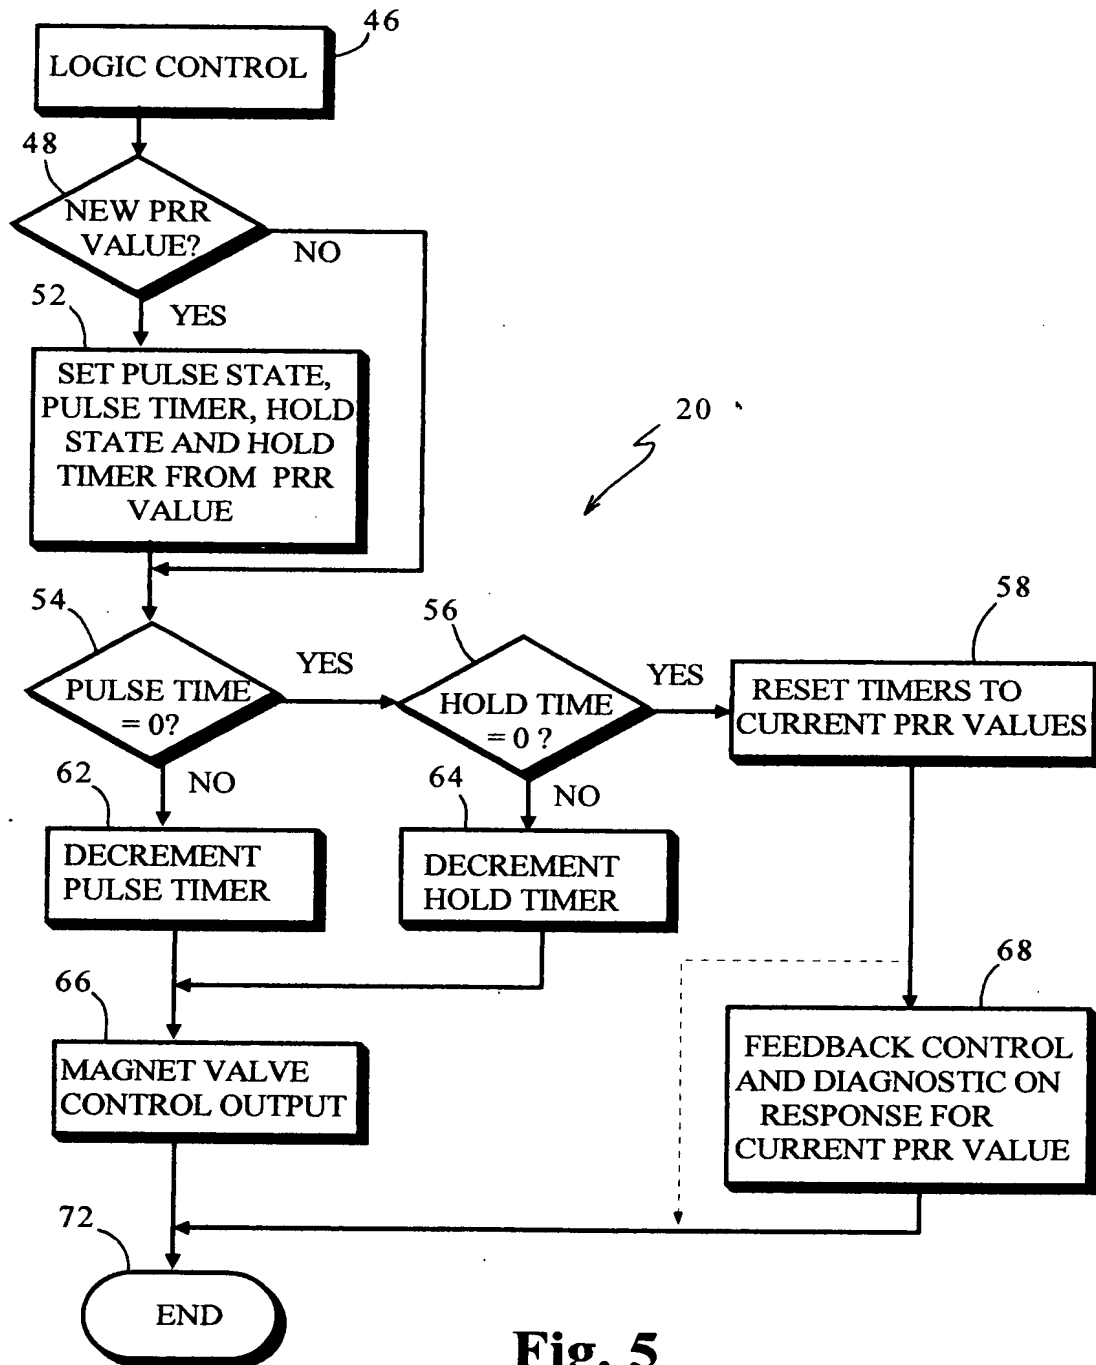 46
LOGIC CONTROL
48
NEW PRR
VALUE?
NO
52
YES
SET PULSE STATE,
PULSE TIMER, HOLD
STATE AND HOLD
TIMER FROM PRR
VALUE
20
54
PULSE TIME
= 0?
YES
56
HOLD TIME
= 0 ?
YES
58
RESET TIMERS TO
CURRENT PRR VALUES
62
NO
DECREMENT
PULSE TIMER
64
NO
DECREMENT
HOLD TIMER
66
MAGNET VALVE
CONTROL OUTPUT
68
FEEDBACK CONTROL
AND DIAGNOSTIC ON
RESPONSE FOR
CURRENT PRR VALUE
72
END
Fig. 5